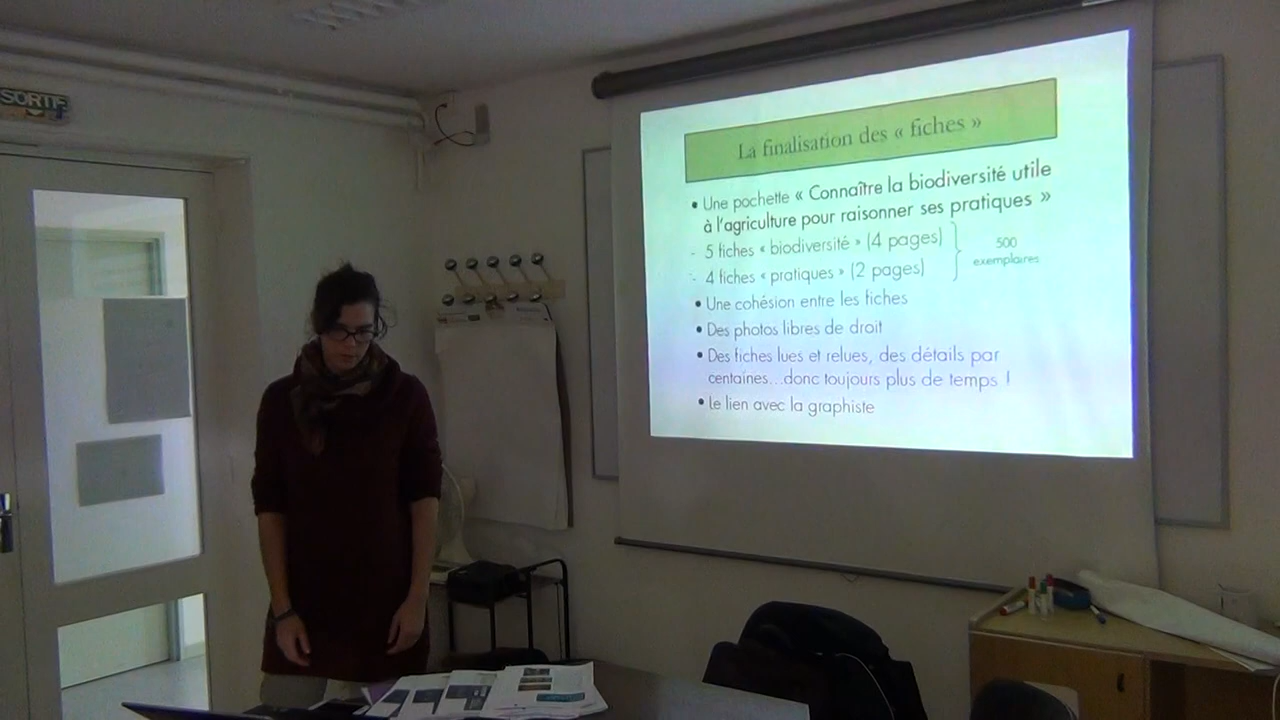 SORTIE
La finalisation des « fiches »
• Une pochette « Connaître la biodiversité utile
à l'agriculture pour raisonner ses pratiques »
- 5 fiches « biodiversité » (4 pages)
- 4 fiches « pratiques » (2 pages)
500
exemplaires
• Une cohésion entre les fiches
• Des photos libres de droit
• Des fiches lues et relues, des détails par
centaines...donc toujours plus de temps !
• Le lien avec la graphiste